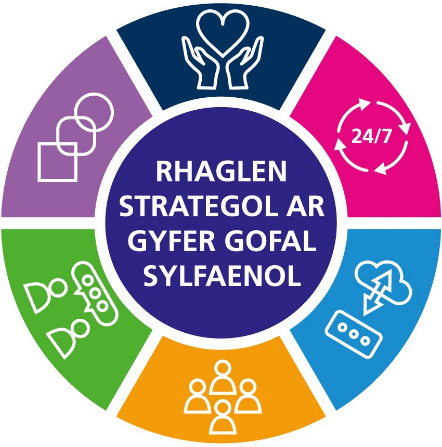 24/7
RHAGLEN
STRATEGOL AR
GYFER GOFAL
SYLFAENOL